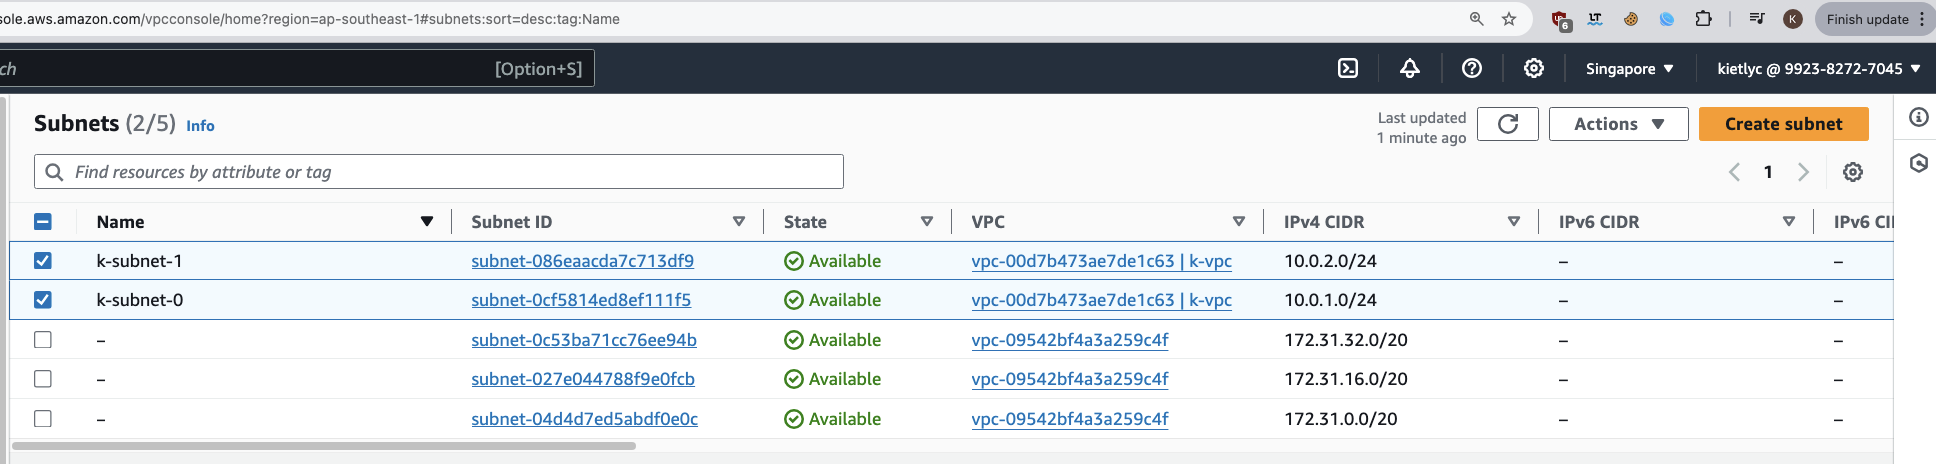 sole.aws.amazon.com/vpcconsole/home?region=ap-southeast-1#subnets:sort=desc:tag:Name
6
LT
K
Finish update
ch
[Option+S]
Singapore
kietlyc @ 9923-8272-7045
Subnets (2/5) Info
Last updated
1 minute ago
Actions
Create subnet
Find resources by attribute or tag
1
Name Subnet ID State VPC IPv4 CIDR IPv6 CIDR IPv6 CI
k-subnet-1 subnet-086eaacda7c713df9 Available vpc-00d7b473ae7de1c63 | k-vpc 10.0.2.0/24 – –
k-subnet-0 subnet-0cf5814ed8ef111f5 Available vpc-00d7b473ae7de1c63 | k-vpc 10.0.1.0/24 – –
– subnet-0c53ba71cc76ee94b Available vpc-09542bf4a3a259c4f 172.31.32.0/20 – –
– subnet-027e044788f9e0fcb Available vpc-09542bf4a3a259c4f 172.31.16.0/20 – –
– subnet-04d4d7ed5abdf0e0c Available vpc-09542bf4a3a259c4f 172.31.0.0/20 – –